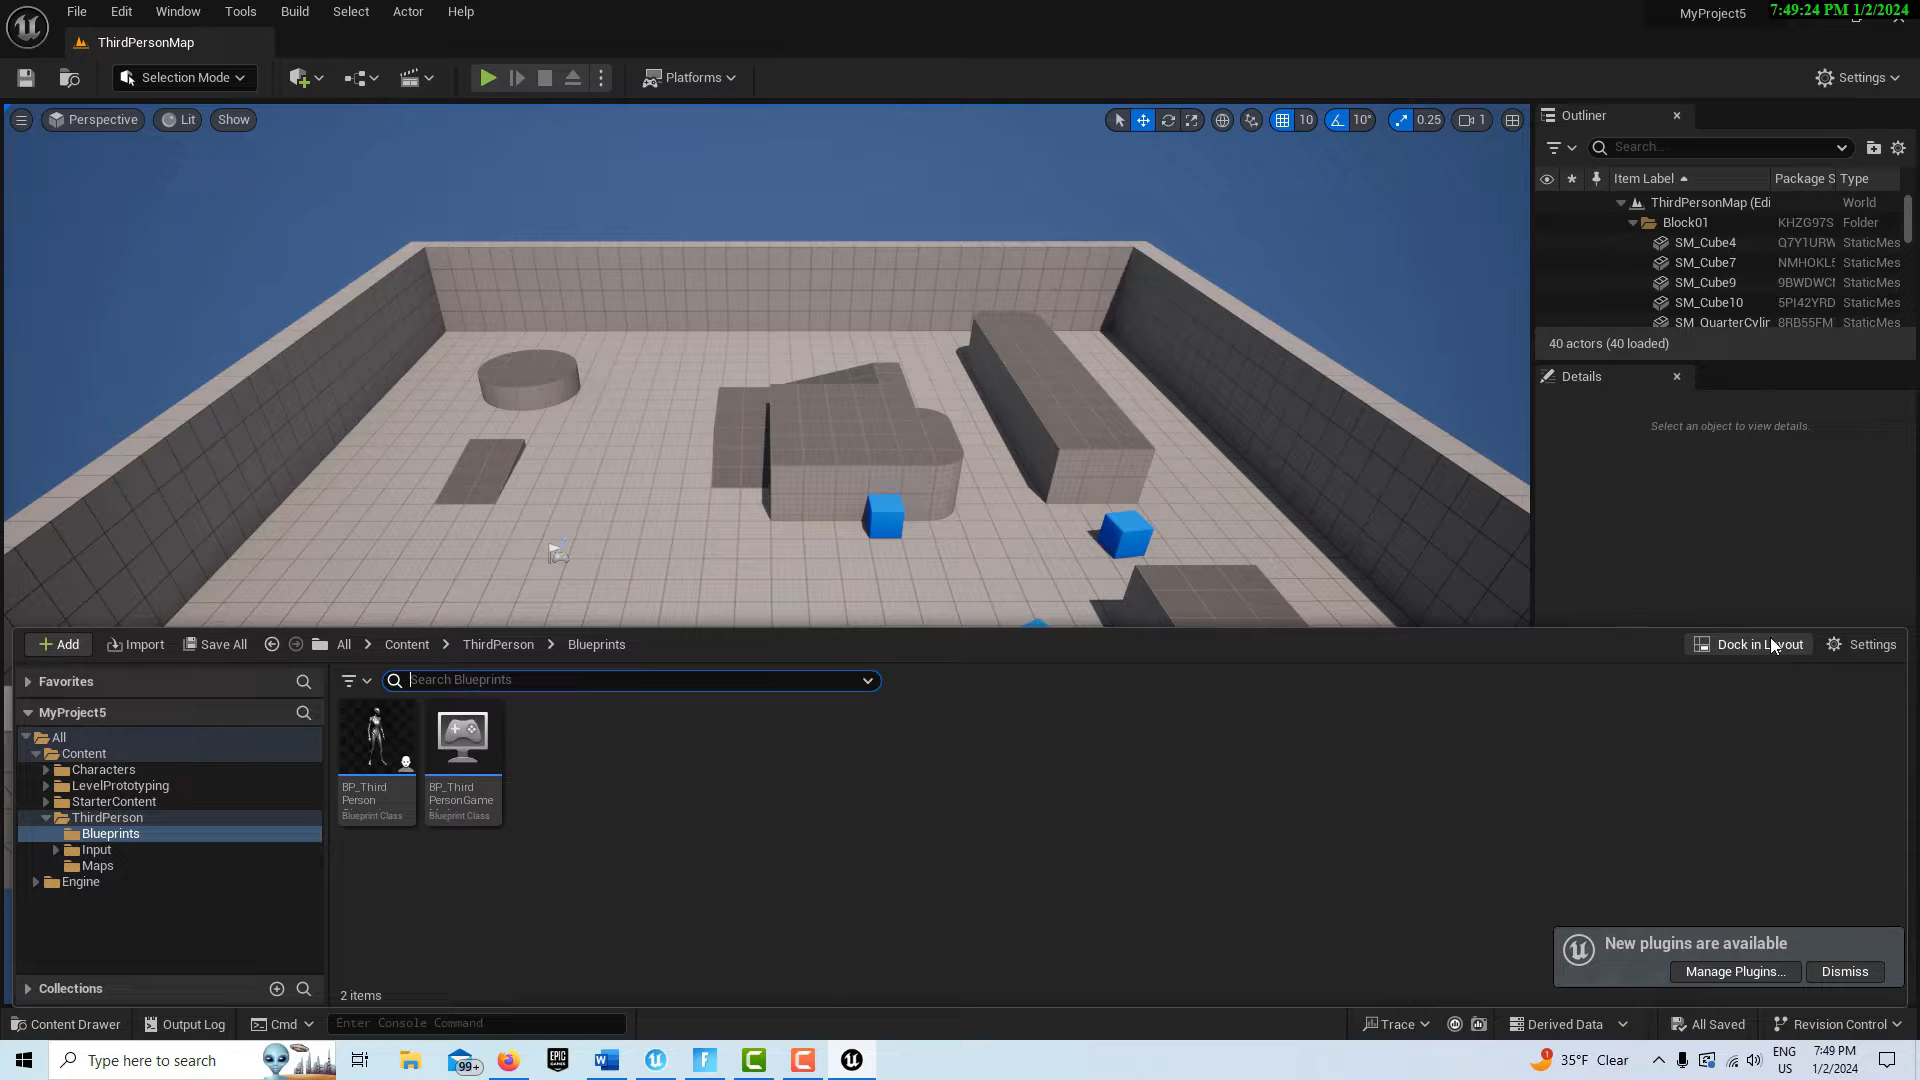 File Edit Window Tools Build Select Actor Help
MyProject5
7:49:24 PM 1/2/2024
ThirdPersonMap
Selection Mode
Platforms
Settings
Perspective Lit Show
10 10° 0.25 1
Outliner
Search...
Item Label Package S Type
ThirdPersonMap (Edi World
Block01 KHZG97S Folder
SM_Cube4 Q7Y1URW StaticMes
SM_Cube7 NMHOKL StaticMes
SM_Cube9 9BWDWC StaticMes
SM_Cube10 5PI42YRD StaticMes
SM_QuarterCylin 8RB55FM StaticMes
40 actors (40 loaded)
Details
Select an object to view details.
Add Import Save All All Content ThirdPerson Blueprints
Dock in Layout Settings
Favorites
Search Blueprints
MyProject5
All
Content
Characters
LevelPrototyping
StarterContent
ThirdPerson
Blueprints
Input
Maps
Engine
BP_Third
Person
Blueprint Class
BP_Third
PersonGame
Blueprint Class
New plugins are available
Manage Plugins... Dismiss
Collections
2 items
Content Drawer Output Log Cmd Enter Console Command
Trace Derived Data All Saved Revision Control
Type here to search
99+
EPIC
GAMES
1
35°F Clear
ENG
US
7:49 PM
1/2/2024